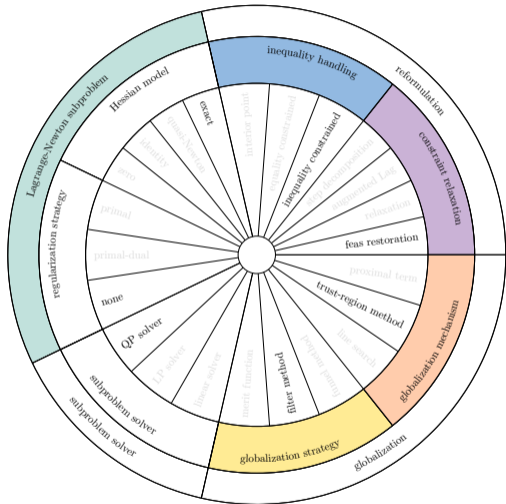 reformulation
inequality handling
constraint relaxation
interior point
equality constrained
inequality constrained
step decomposition
augmented Lag
relaxation
feas restoration
globalization
globalization mechanism
globalization strategy
proximal term
trust-region method
line search
funnel method
filter method
merit function
subproblem solver
subproblem solver
linear solver
LP solver
QP solver
Lagrange-Newton subproblem
regularization strategy
Hessian model
none
primal-dual
primal
zero
identity
quasi-Newton
exact